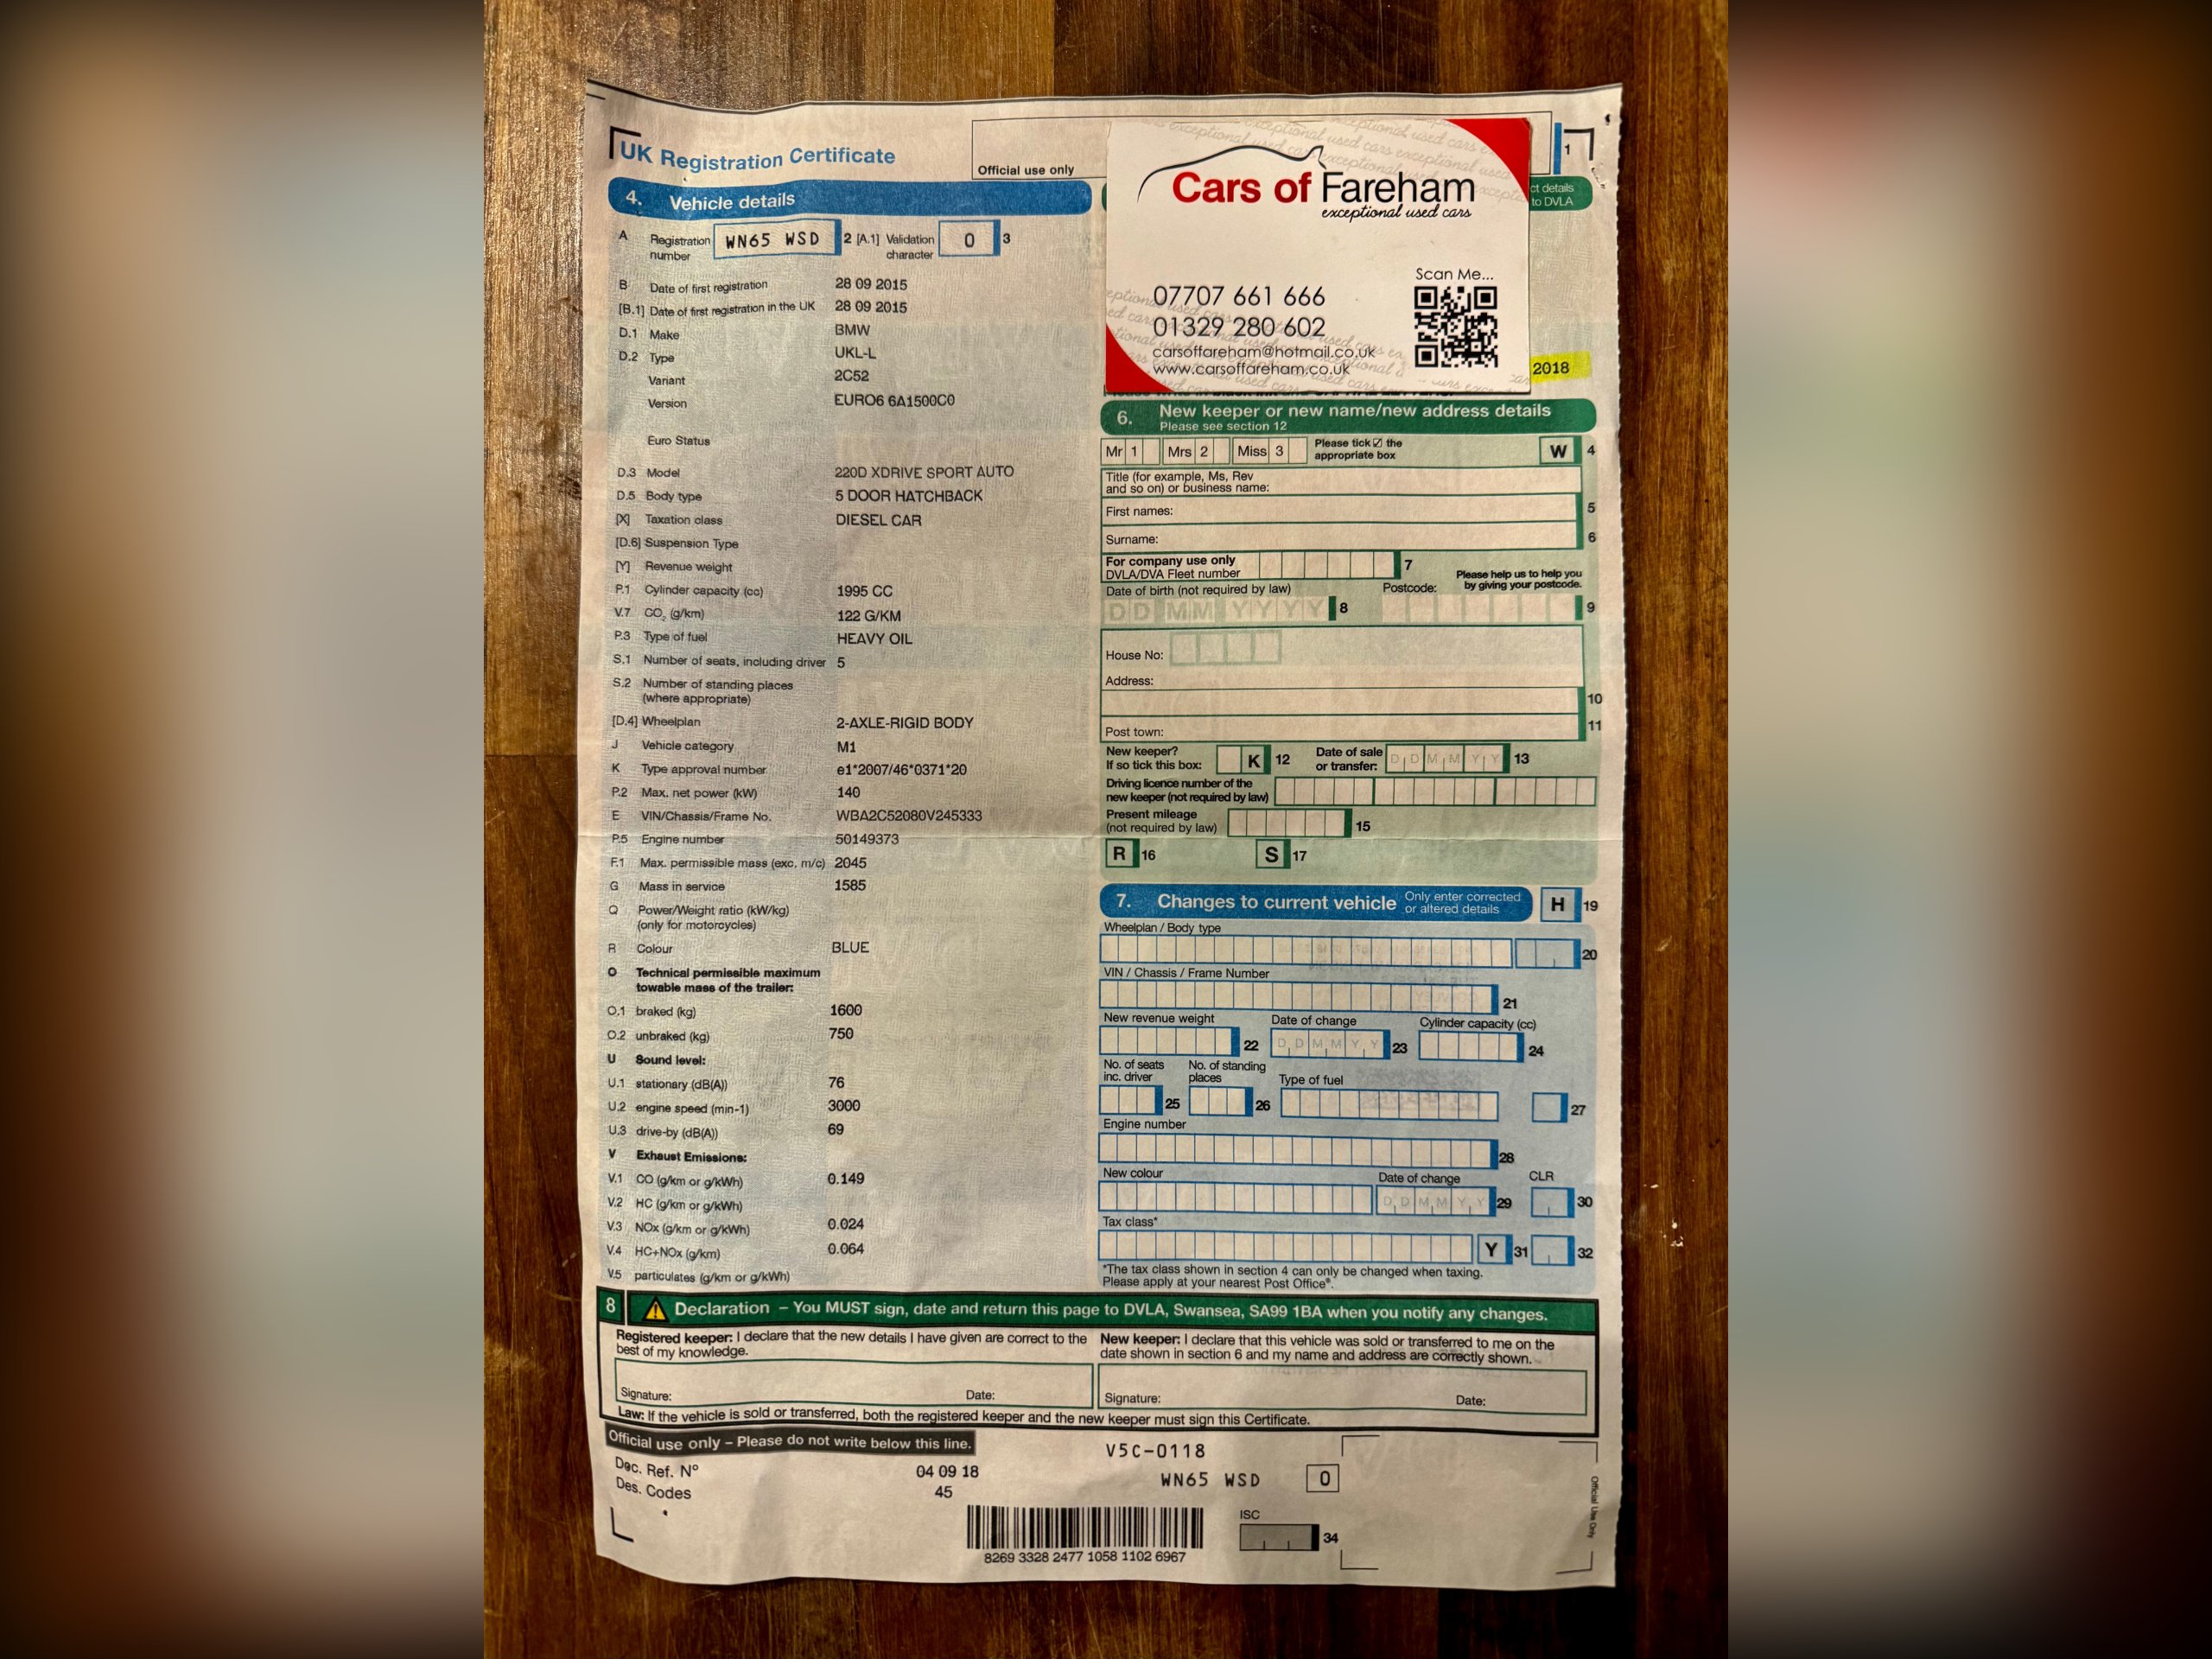 UK Registration Certificate
Official use only
1
4. Vehicle details
A Registration number WN65 WSD 2 [A.1] Validation character 0 3
B Date of first registration 28 09 2015
[B.1] Date of first registration in the UK 28 09 2015
D.1 Make BMW
D.2 Type UKL-L
Variant 2C52
Version EURO6 6A1500C0
Euro Status
D.3 Model 220D XDRIVE SPORT AUTO
D.5 Body type 5 DOOR HATCHBACK
[X] Taxation class DIESEL CAR
[D.6] Suspension Type
[Y] Revenue weight
P.1 Cylinder capacity (cc) 1995 CC
V.7 CO₂ (g/km) 122 G/KM
P.3 Type of fuel HEAVY OIL
S.1 Number of seats, including driver 5
S.2 Number of standing places
(where appropriate)
[D.4] Wheelplan 2-AXLE-RIGID BODY
J Vehicle category M1
K Type approval number e1*2007/46*0371*20
P.2 Max. net power (kW) 140
E VIN/Chassis/Frame No. WBA2C52080V245333
P.5 Engine number 50149373
F.1 Max. permissible mass (exc. m/c) 2045
G Mass in service 1585
Q Power/Weight ratio (kW/kg)
(only for motorcycles)
R Colour BLUE
O Technical permissible maximum
towable mass of the trailer:
O.1 braked (kg) 1600
O.2 unbraked (kg) 750
U Sound level:
U.1 stationary (dB(A)) 76
U.2 engine speed (min-1) 3000
U.3 drive-by (dB(A)) 69
V Exhaust Emissions:
V.1 CO (g/km or g/kWh) 0.149
V.2 HC (g/km or g/kWh)
V.3 NOx (g/km or g/kWh) 0.024
V.4 HC+NOx (g/km) 0.064
V.5 particulates (g/km or g/kWh)
Cars of Fareham
exceptional used cars
Scan Me...
07707 661 666
01329 280 602
carsoffareham@hotmail.co.uk
www.carsoffareham.co.uk
ct details
to DVLA
2018
6. New keeper or new name/new address details
Please see section 12
Mr 1 Mrs 2 Miss 3 Please tick ☑ the appropriate box W 4
Title (for example, Ms, Rev
and so on) or business name:
First names: 5
Surname: 6
For company use only
DVLA/DVA Fleet number 7
Please help us to help you
by giving your postcode.
Date of birth (not required by law) Postcode:
DD MM YYYY 8 9
House No:
Address:
10
Post town: 11
New keeper?
If so tick this box: K 12 Date of sale or transfer: D D M M Y Y 13
Driving licence number of the
new keeper (not required by law)
Present mileage
(not required by law) 15
R 16 S 17
7. Changes to current vehicle Only enter corrected or altered details H 19
Wheelplan / Body type
20
VIN / Chassis / Frame Number
21
New revenue weight Date of change Cylinder capacity (cc)
22 D D M M Y Y 23 24
No. of seats inc. driver No. of standing places Type of fuel
25 26 27
Engine number
28
New colour Date of change CLR
D D M M Y Y 29 30
Tax class*
Y 31 32
*The tax class shown in section 4 can only be changed when taxing.
Please apply at your nearest Post Office®.
8 Declaration – You MUST sign, date and return this page to DVLA, Swansea, SA99 1BA when you notify any changes.
Registered keeper: I declare that the new details I have given are correct to the
best of my knowledge.
Signature: Date:
New keeper: I declare that this vehicle was sold or transferred to me on the
date shown in section 6 and my name and address are correctly shown.
Signature: Date:
Law: If the vehicle is sold or transferred, both the registered keeper and the new keeper must sign this Certificate.
Official use only – Please do not write below this line.
Doc. Ref. Nº 04 09 18
Des. Codes 45
V5C-0118
WN65 WSD 0
8269 3328 2477 1058 1102 6967
ISC
34
Official Use Only